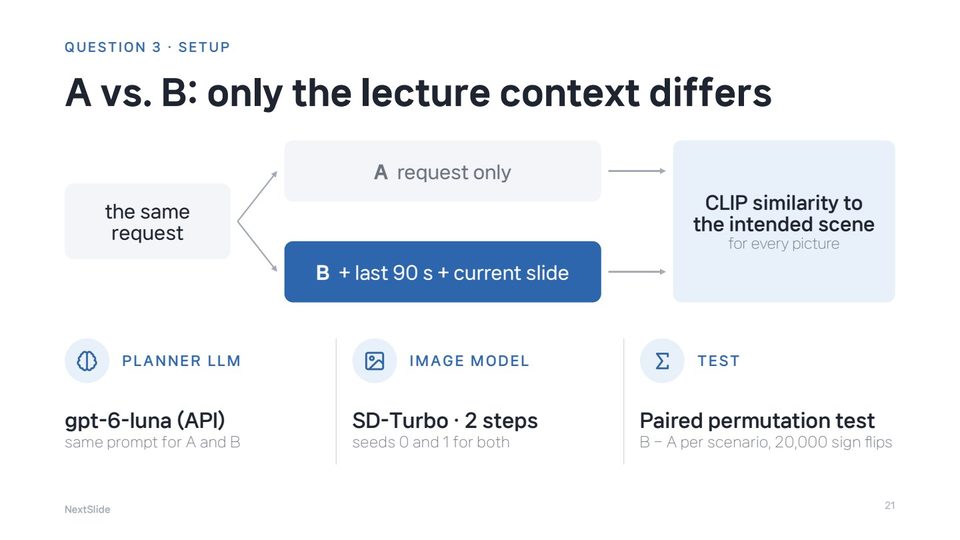 QUESTION 3 · SETUP
A vs. B: only the lecture context differs
the same
request
A request only
B + last 90 s + current slide
CLIP similarity to
the intended scene
for every picture
PLANNER LLM
gpt-6-luna (API)
same prompt for A and B
IMAGE MODEL
SD-Turbo · 2 steps
seeds 0 and 1 for both
Σ
TEST
Paired permutation test
B − A per scenario, 20,000 sign flips
NextSlide
21